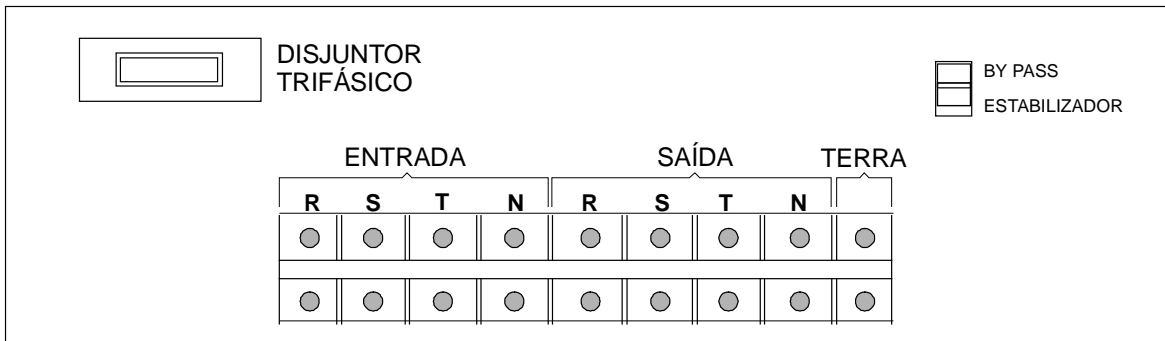 DISJUNTOR
TRIFÁSICO
BY PASS
ESTABILIZADOR
ENTRADA SAÍDA TERRA
R S T N R S T N